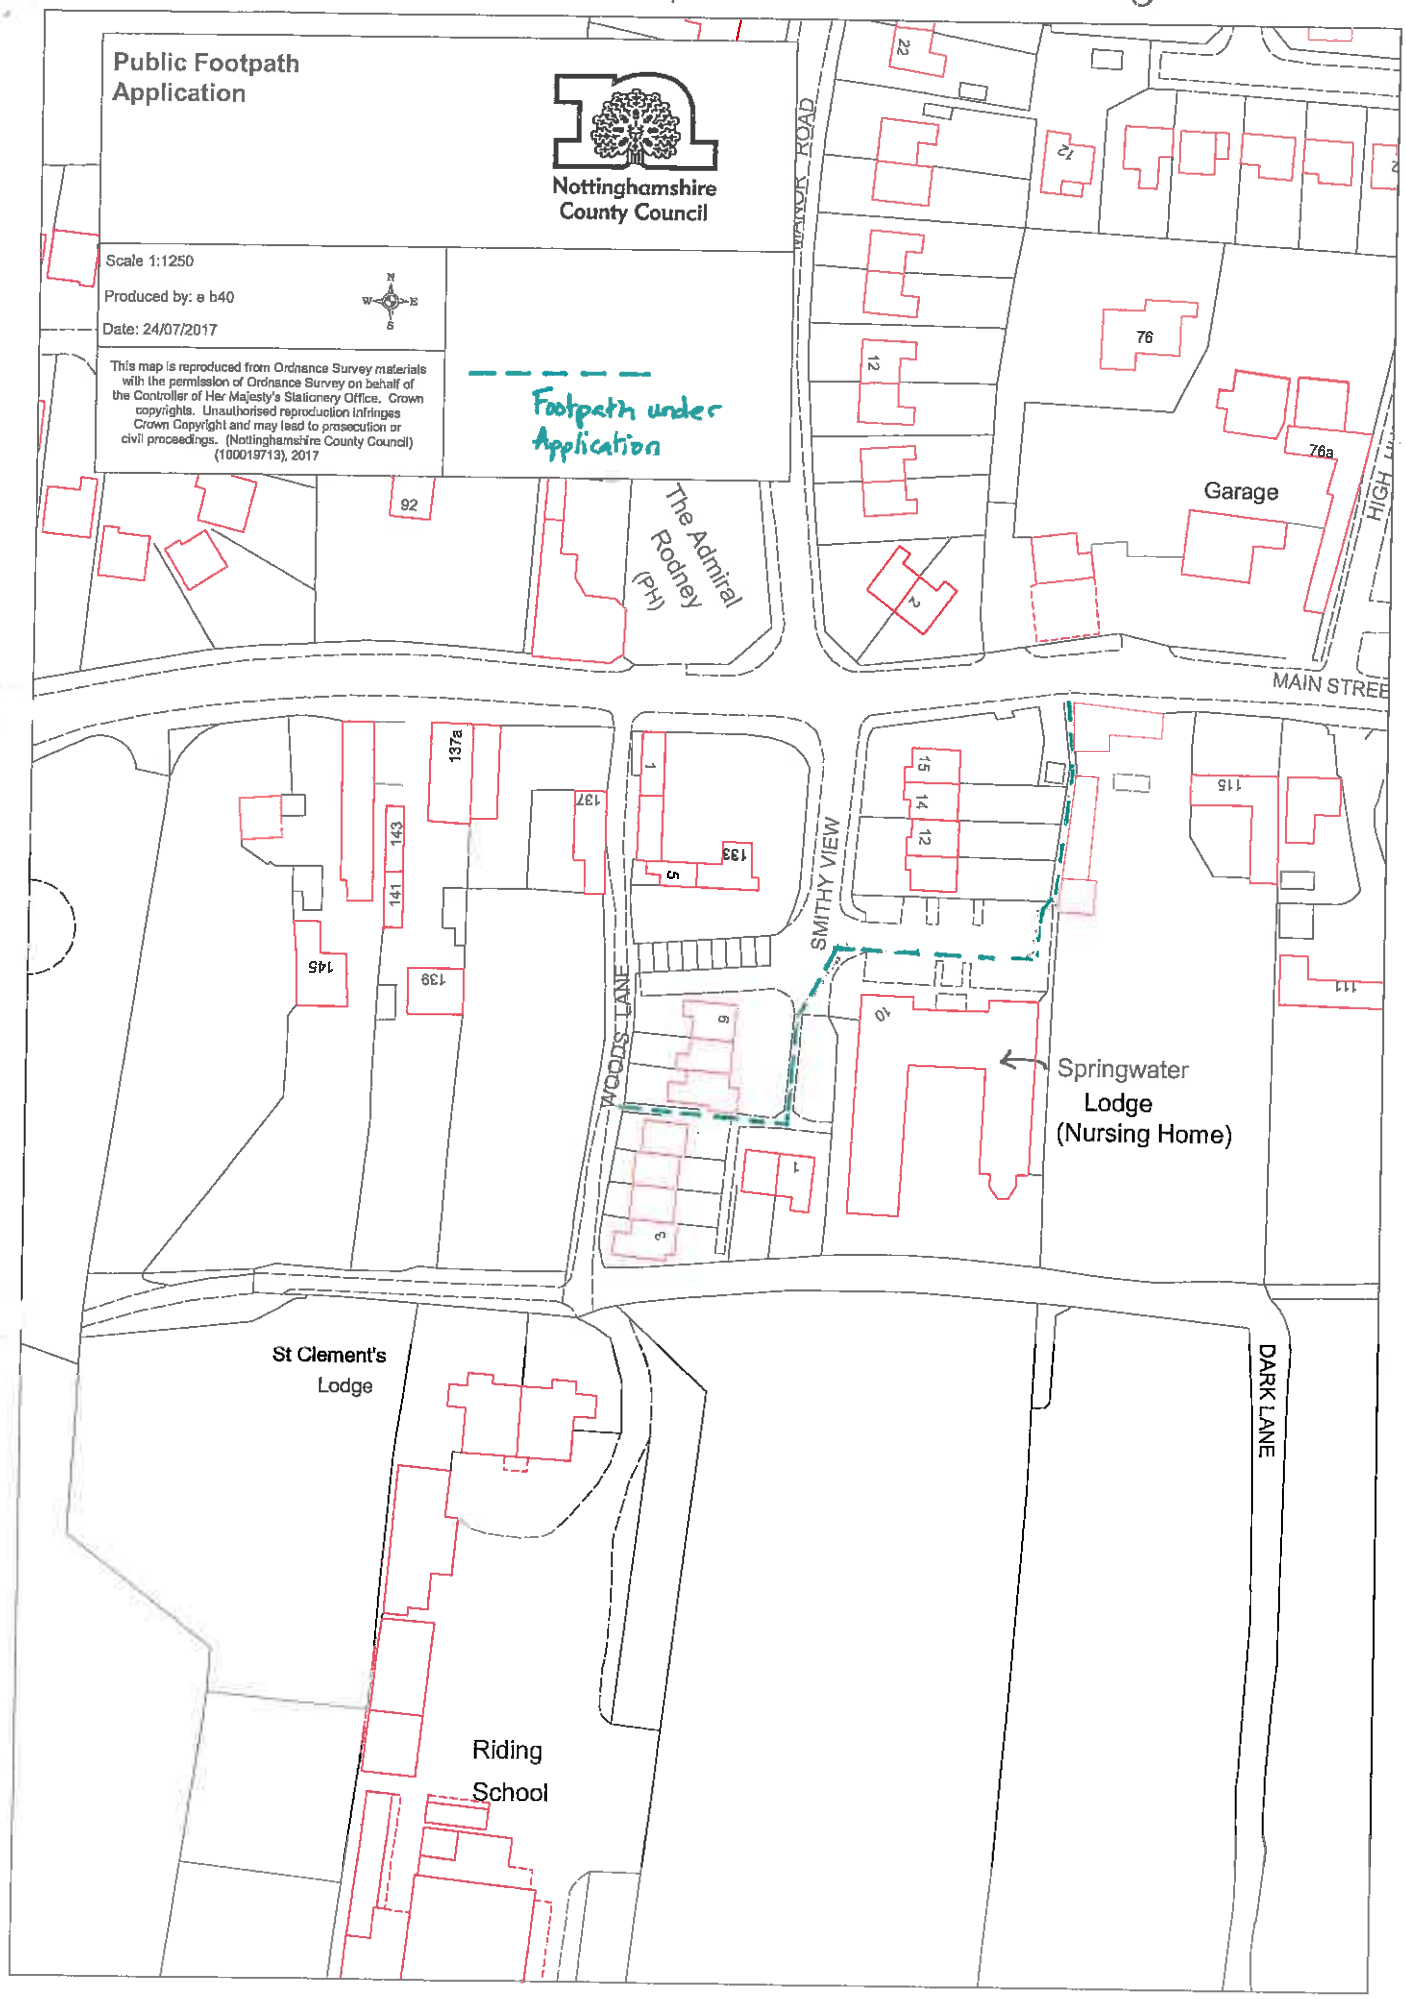 Public Footpath
Application
Nottinghamshire
County Council
Scale 1:1250
Produced by: e b40
Date: 24/07/2017
N
W E
S
This map is reproduced from Ordnance Survey materials
with the permission of Ordnance Survey on behalf of
the Controller of Her Majesty's Stationery Office. Crown
copyrights. Unauthorised reproduction infringes
Crown Copyright and may lead to prosecution or
civil proceedings. (Nottinghamshire County Council)
(100019713), 2017
Footpath under
Application
MANOR ROAD
22
12
76
12
76a
Garage
HIGH
92
The Admiral
Rodney
(PH)
2
MAIN STREE
137a
137
1
15
14
12
115
143
141
133
5
SMITHY VIEW
145
139
111
WOODS LANE
9
10
Springwater
Lodge
(Nursing Home)
1
3
St Clement's
Lodge
DARK LANE
Riding
School